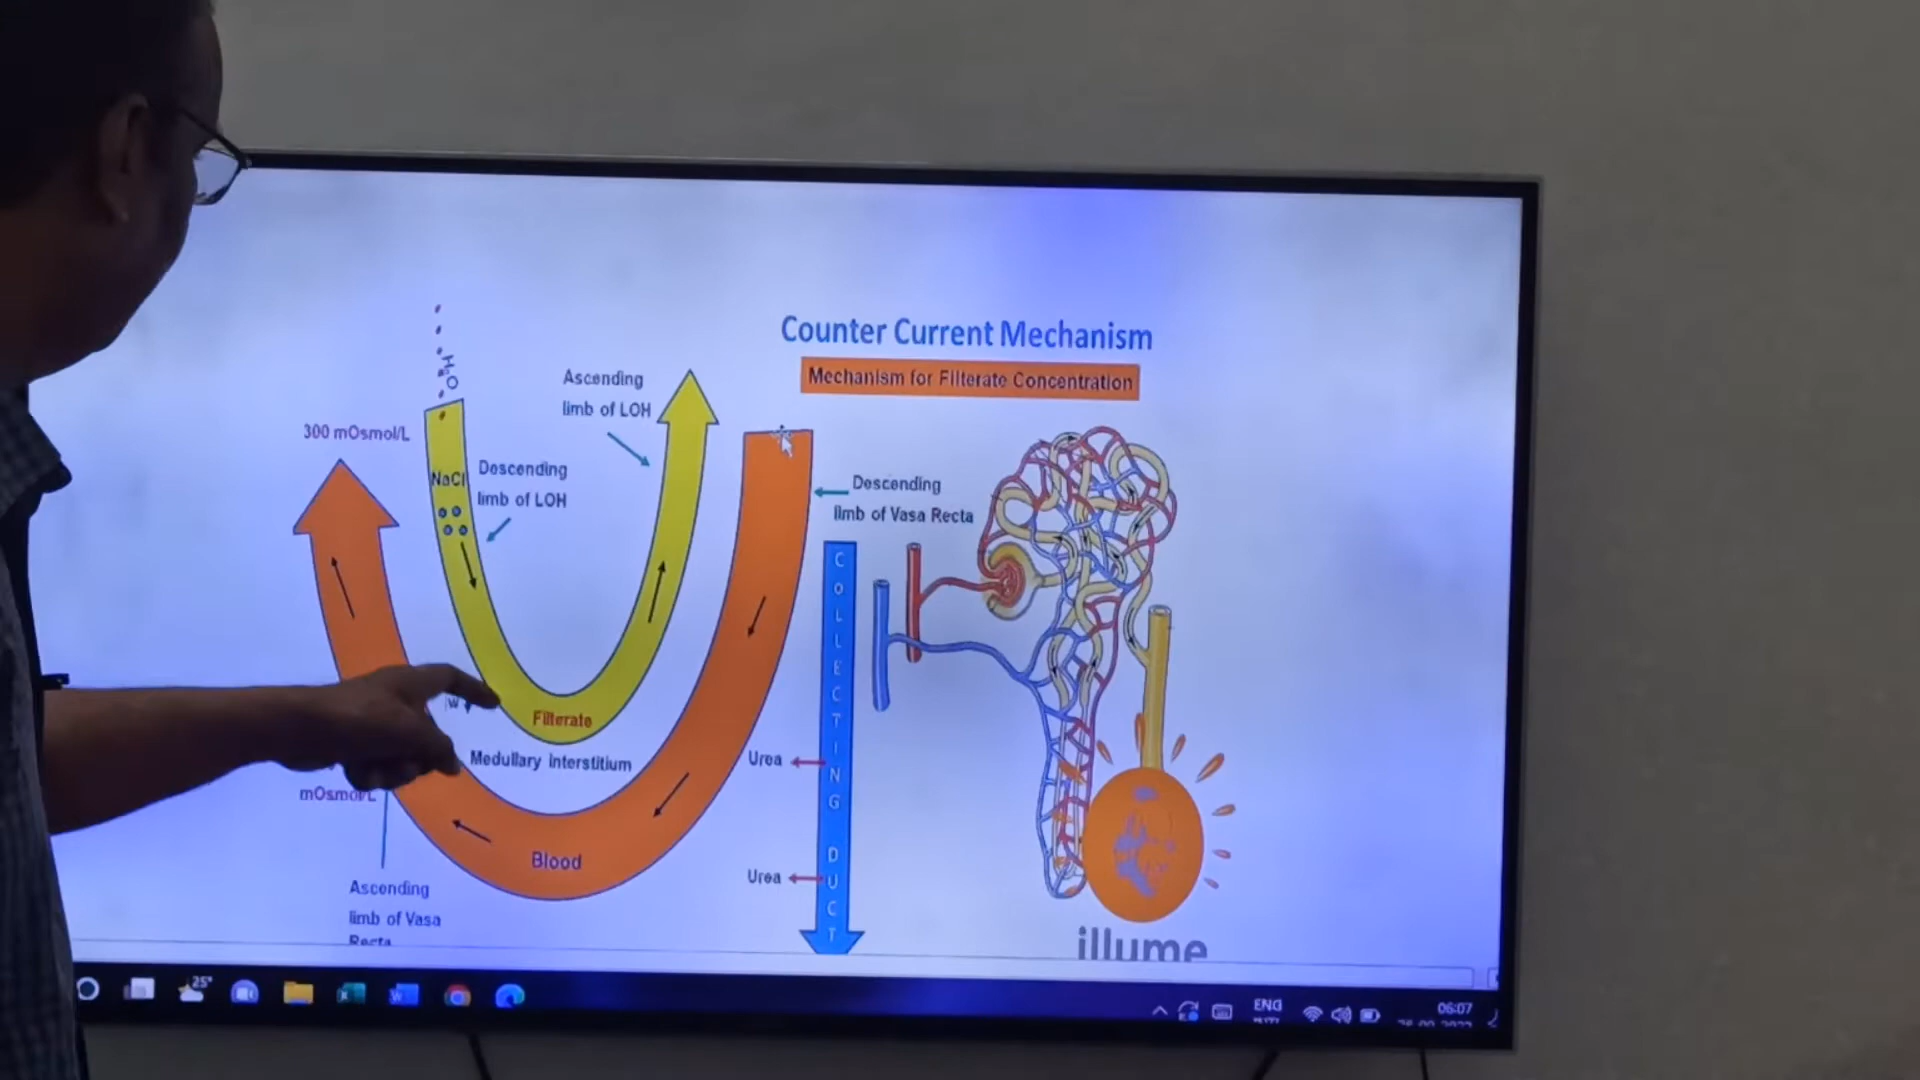 Counter Current Mechanism
Mechanism for Filterate Concentration
H₂O
Ascending
limb of LOH
300 mOsmol/L
NaCl
Descending
limb of LOH
Descending
limb of Vasa Recta
COLLECTING DUCT
Filterate
Medullary Interstitium
Urea
mOsmol/L
Blood
Urea
Ascending
limb of Vasa
Recta
illume
25°
ENG
06:07